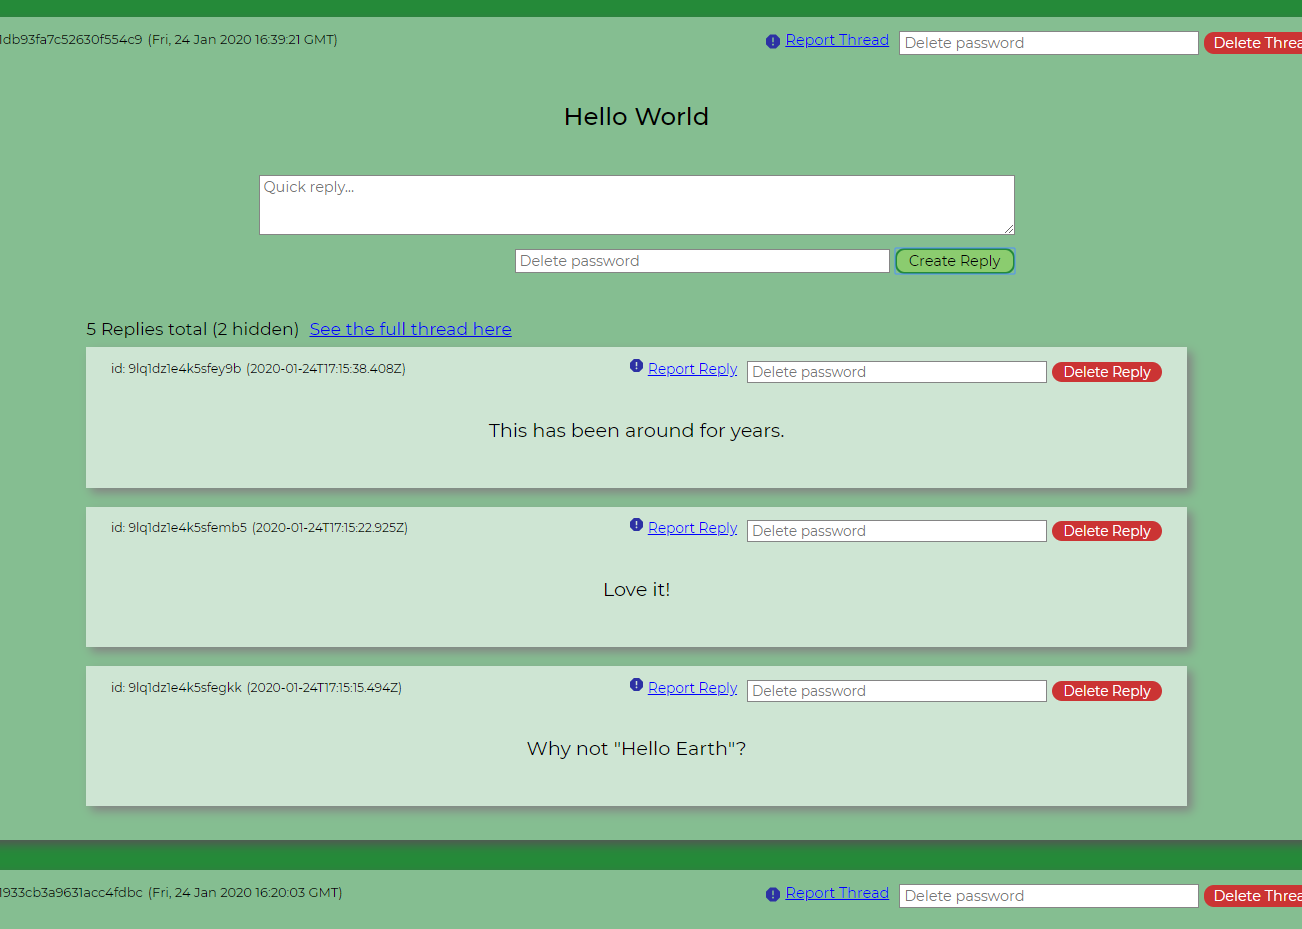 1db93fa7c52630f554c9 (Fri, 24 Jan 2020 16:39:21 GMT) Report Thread Delete password Delete Threa
Hello World
Quick reply...
Delete password Create Reply
5 Replies total (2 hidden) See the full thread here
id: 9lq1dz1e4k5sfey9b (2020-01-24T17:15:38.408Z) Report Reply Delete password Delete Reply
This has been around for years.
id: 9lq1dz1e4k5sfemb5 (2020-01-24T17:15:22.925Z) Report Reply Delete password Delete Reply
Love it!
id: 9lq1dz1e4k5sfegkk (2020-01-24T17:15:15.494Z) Report Reply Delete password Delete Reply
Why not "Hello Earth"?
1933cb3a9631acc4fdbc (Fri, 24 Jan 2020 16:20:03 GMT) Report Thread Delete password Delete Threa